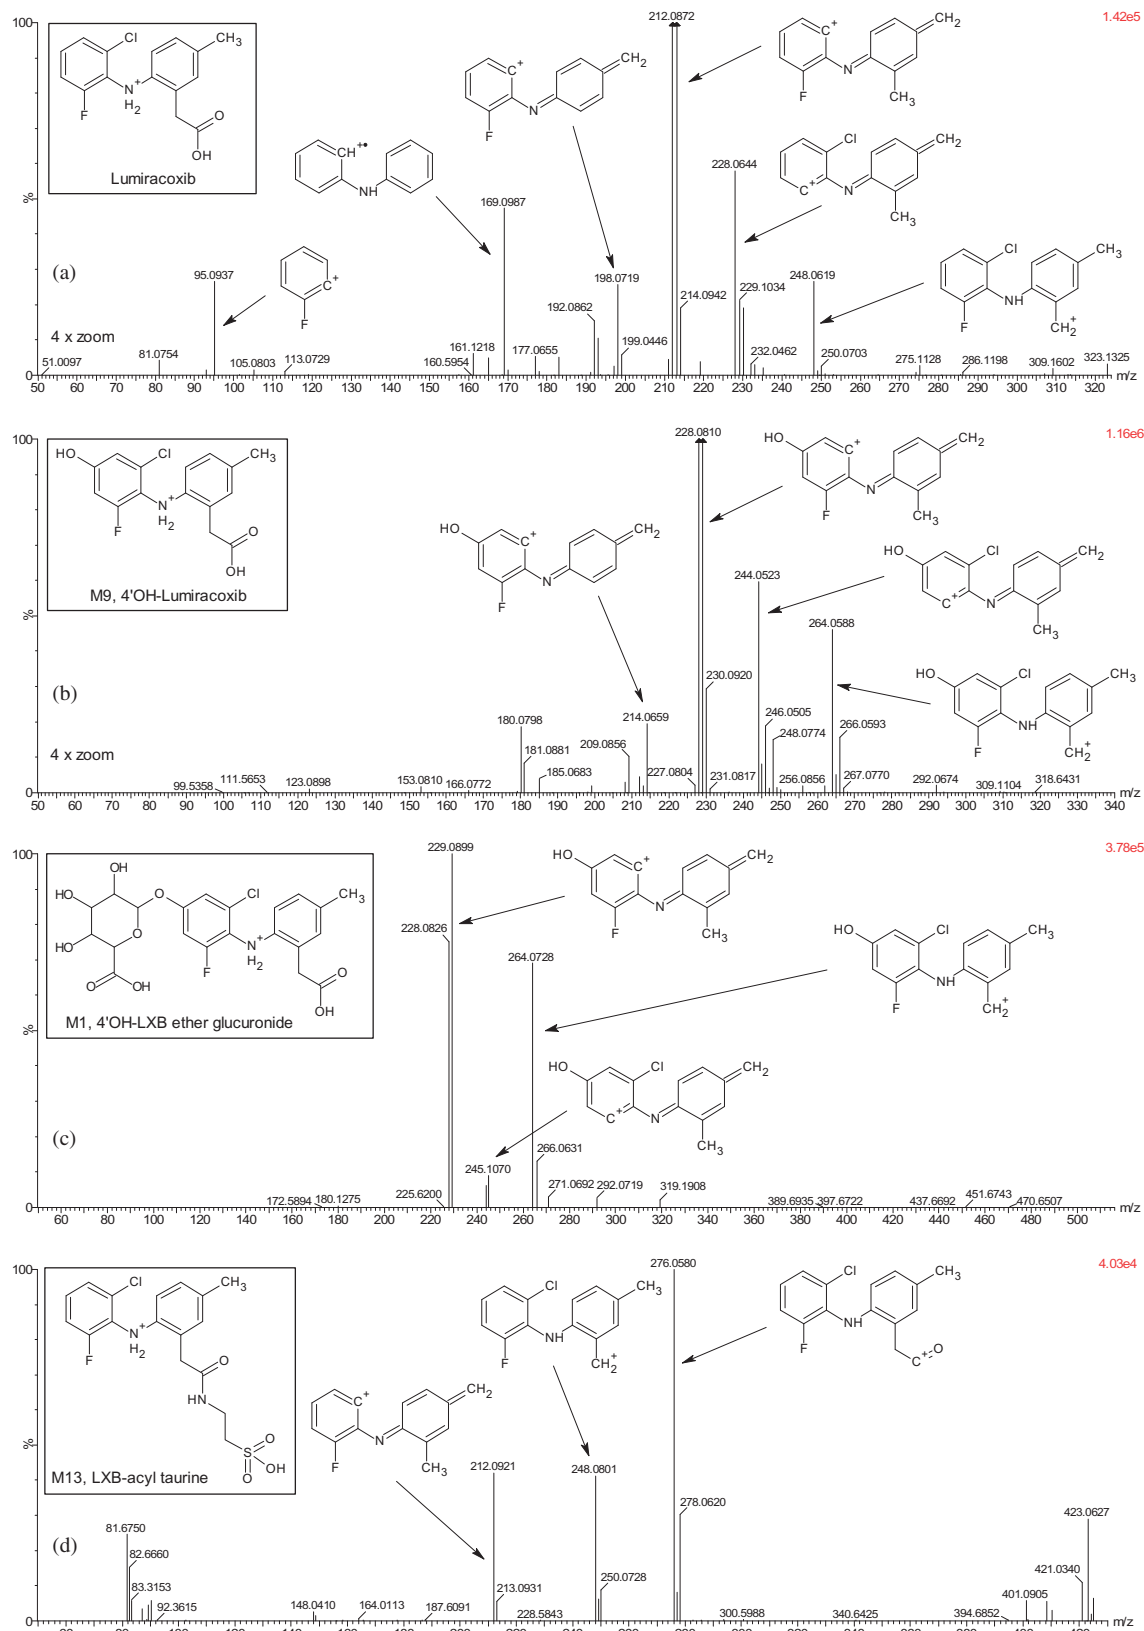 100
212.0872
1.42e5
Cl
CH3
N+
H2
F
O
OH
Lumiracoxib
C+
CH2
N
F
C+
CH2
N
F
CH3
CH+•
NH
169.0987
228.0644
Cl
CH2
C+
N
CH3
%
(a)
95.0937
C+
F
198.0719
192.0862
214.0942
229.1034
248.0619
Cl
CH3
NH
F
CH2+
4 x zoom
51.0097
81.0754
105.0803
113.0729
160.5954
161.1218
177.0655
199.0446
232.0462
250.0703
275.1128
286.1198
309.1602
323.1325
0
50 60 70 80 90 100 110 120 130 140 150 160 170 180 190 200 210 220 230 240 250 260 270 280 290 300 310 320 m/z
100
228.0810
1.16e6
HO
Cl
CH3
N+
H2
F
O
OH
M9, 4'OH-Lumiracoxib
HO
C+
CH2
N
F
HO
C+
CH2
N
F
CH3
244.0523
HO
Cl
CH2
C+
N
CH3
%
264.0588
HO
Cl
CH3
NH
F
CH2+
(b)
4 x zoom
230.0920
180.0798
181.0881
185.0683
209.0856
214.0659
246.0505
248.0774
266.0593
99.5358
111.5653
123.0898
153.0810
166.0772
227.0804
231.0817
256.0856
267.0770
292.0674
309.1104
318.6431
0
50 60 70 80 90 100 110 120 130 140 150 160 170 180 190 200 210 220 230 240 250 260 270 280 290 300 310 320 330 340 m/z
100
229.0899
3.78e5
OH
HO
O
Cl
CH3
HO
O
N+
H2
F
O
OH
O
OH
M1, 4'OH-LXB ether glucuronide
228.0826
HO
C+
CH2
N
F
CH3
264.0728
HO
Cl
CH3
NH
F
CH2+
%
HO
Cl
CH2
C+
N
CH3
(c)
245.1070
266.0631
172.5894
180.1275
225.6200
271.0692
292.0719
319.1908
389.6935
397.6722
437.6692
451.6743
470.6507
0
60 80 100 120 140 160 180 200 220 240 260 280 300 320 340 360 380 400 420 440 460 480 500 m/z
100
276.0580
4.03e4
Cl
CH3
N+
H2
F
O
HN
S
O
O
OH
M13, LXB-acyl taurine
Cl
CH3
NH
F
CH2+
Cl
CH3
NH
F
C+
O
C+
CH2
N
F
CH3
%
212.0921
248.0801
278.0620
423.0627
(d)
81.6750
82.6660
83.3153
92.3615
148.0410
164.0113
187.6091
213.0931
228.5843
250.0728
300.5988
340.6425
394.6852
401.0905
421.0340
0
m/z